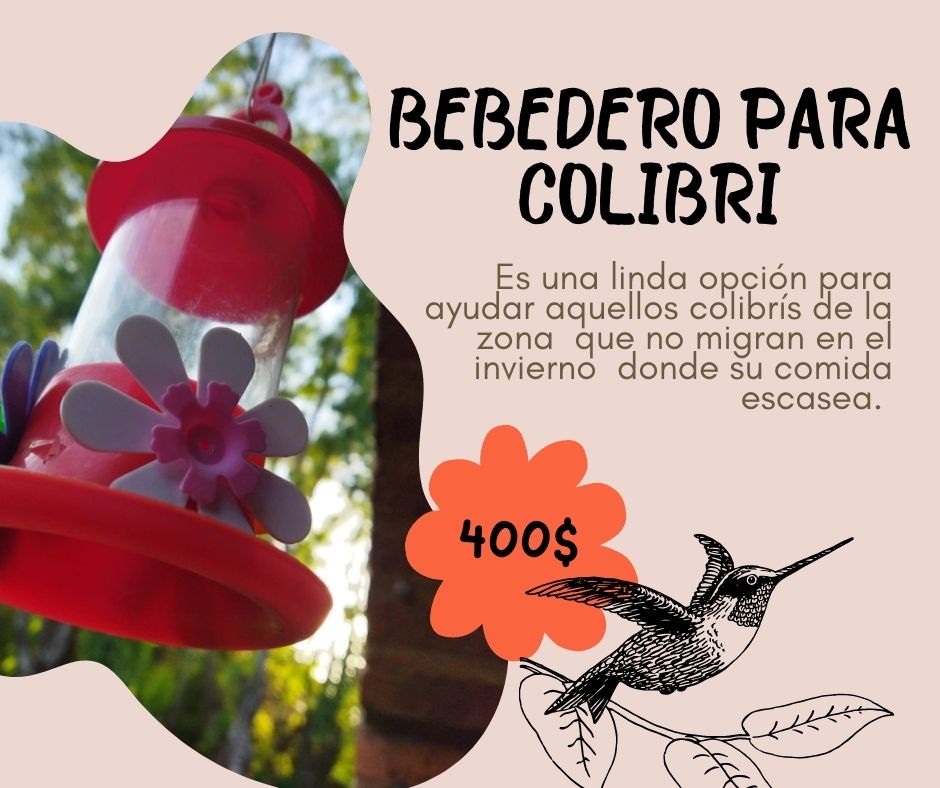 BEBEDERO PARA
COLIBRI
Es una linda opción para
ayudar aquellos colibrís de la
zona que no migran en el
invierno donde su comida
escasea.
400$